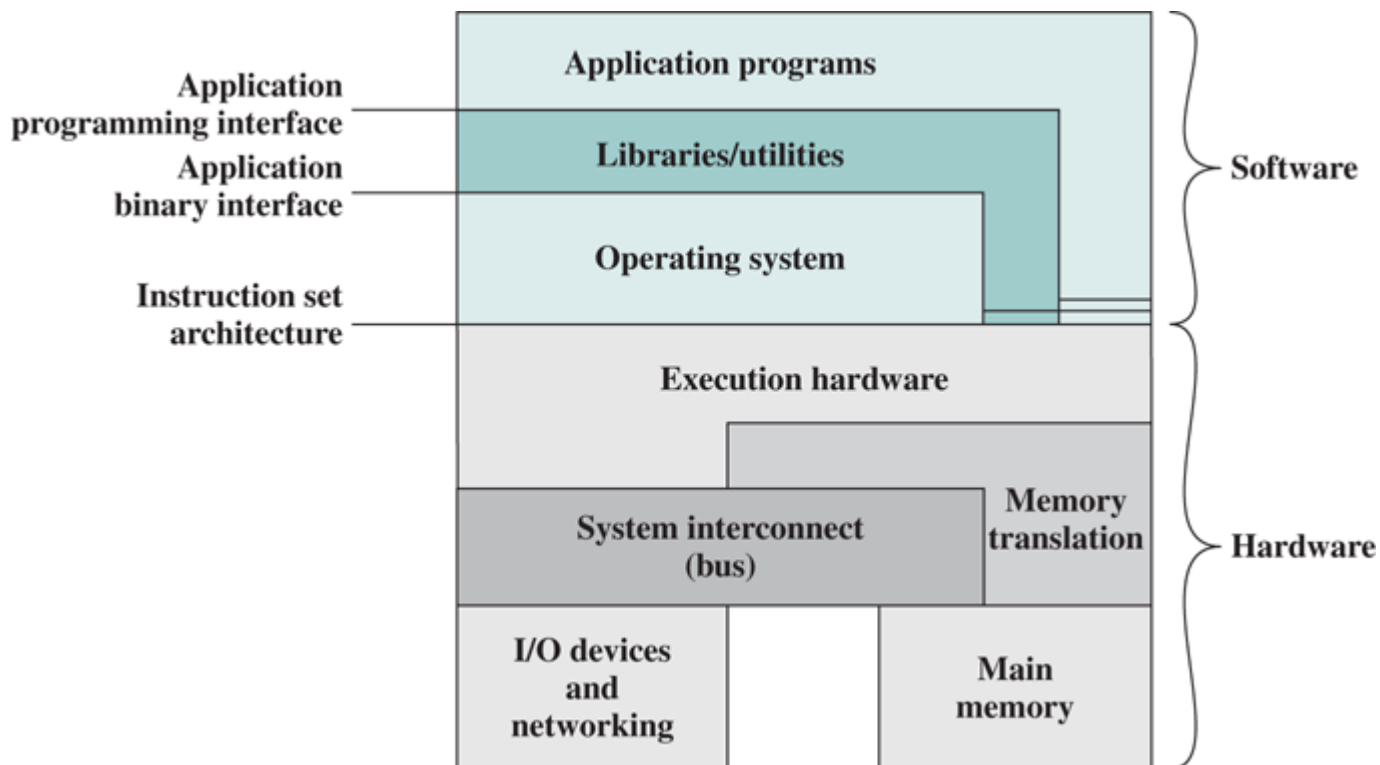 Application programs
Application
programming interface
Libraries/utilities
Application
binary interface
Software
Operating system
Instruction set
architecture
Execution hardware
Memory
translation
System interconnect
(bus)
Hardware
I/O devices
and
networking
Main
memory